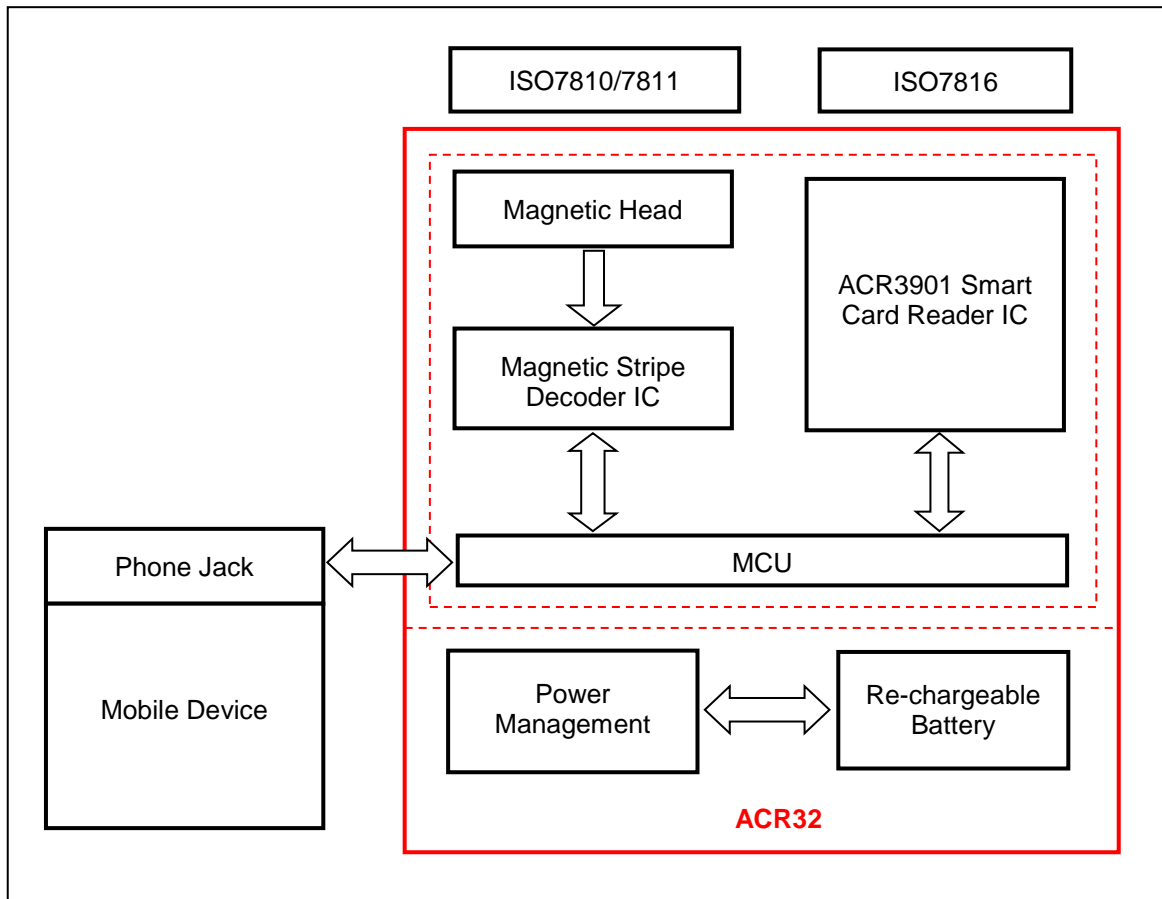 ISO7810/7811
ISO7816
Magnetic Head
ACR3901 Smart
Card Reader IC
Magnetic Stripe
Decoder IC
Phone Jack
MCU
Mobile Device
Power
Management
Re-chargeable
Battery
ACR32